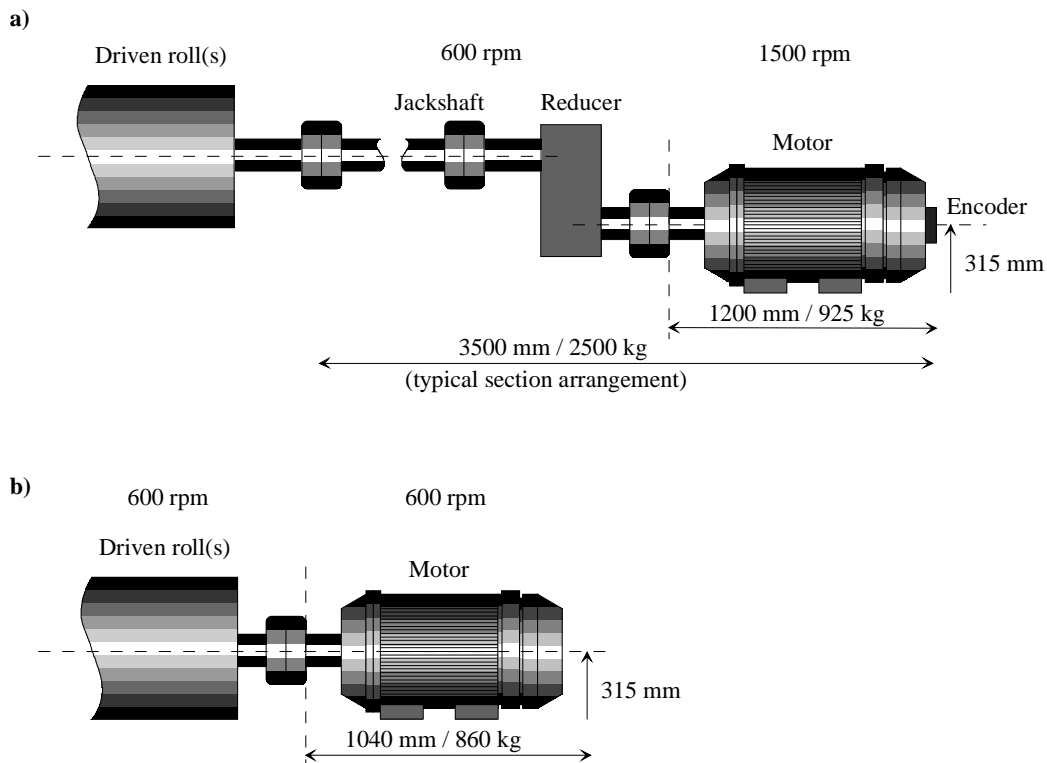 a)
Driven roll(s)
600 rpm
1500 rpm
Jackshaft
Reducer
Motor
Encoder
315 mm
1200 mm / 925 kg
3500 mm / 2500 kg
(typical section arrangement)
b)
600 rpm
600 rpm
Driven roll(s)
Motor
315 mm
1040 mm / 860 kg